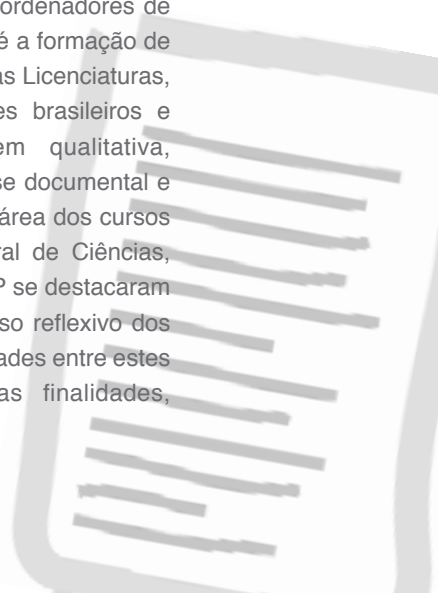 ordenadores de
é a formação de
as Licenciaturas,
es brasileiros e
em qualitativa,
se documental e
área dos cursos
ral de Ciências,
P se destacaram
so reflexivo dos
ades entre estes
as finalidades,